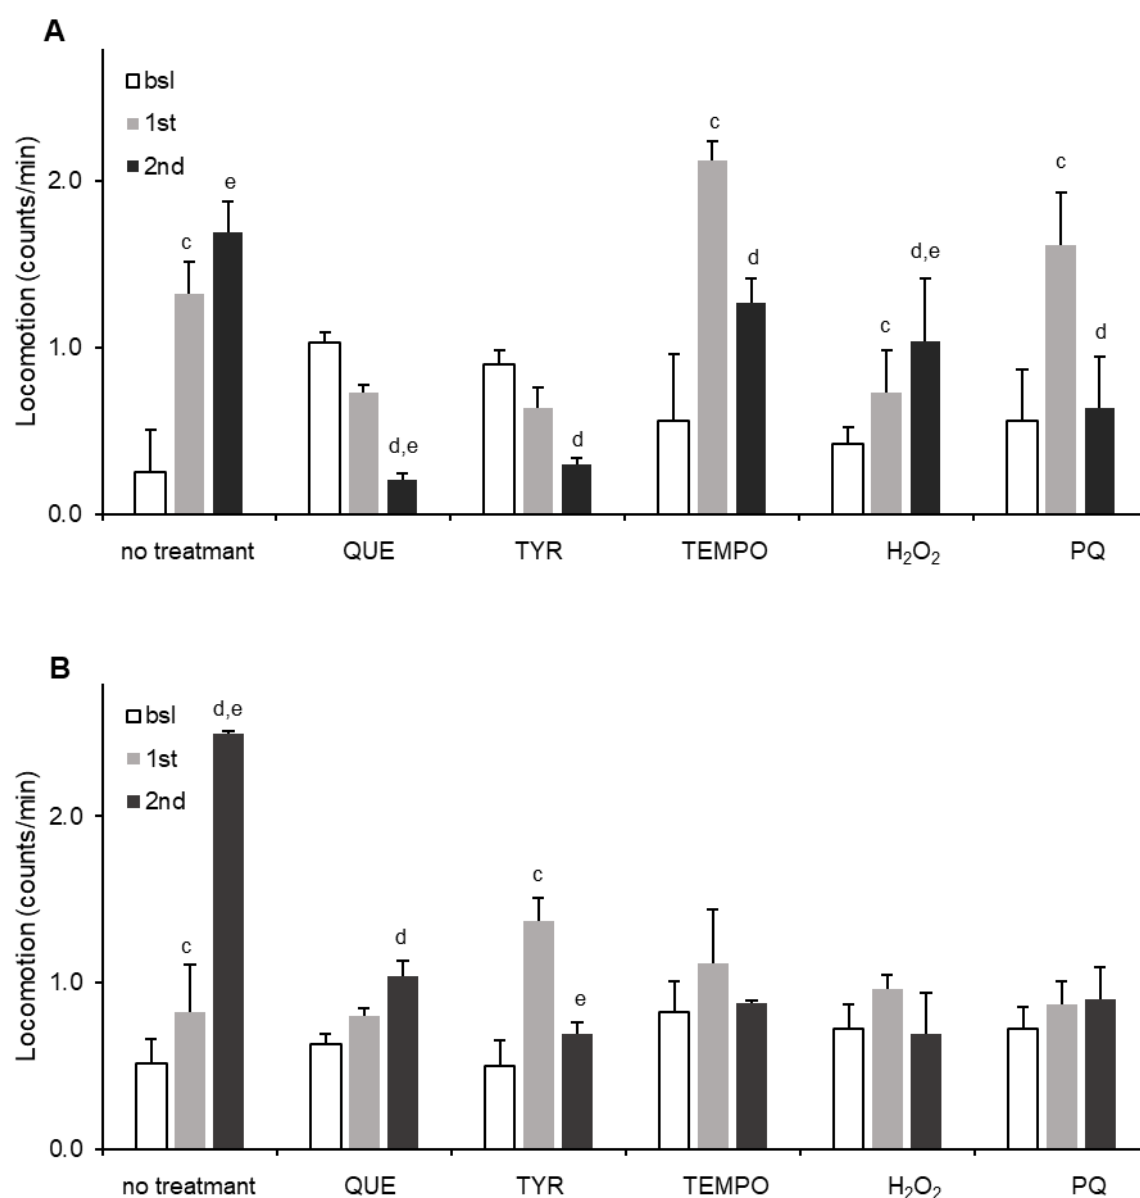 A
bsl
1st
2nd
Locomotion (counts/min)
2.0
1.0
0.0
c
e
d,e
d
c
d
c
d,e
c
d
no treatmant
QUE
TYR
TEMPO
H₂O₂
PQ
B
bsl
1st
2nd
Locomotion (counts/min)
2.0
1.0
0.0
c
d,e
d
c
e
no treatmant
QUE
TYR
TEMPO
H₂O₂
PQ